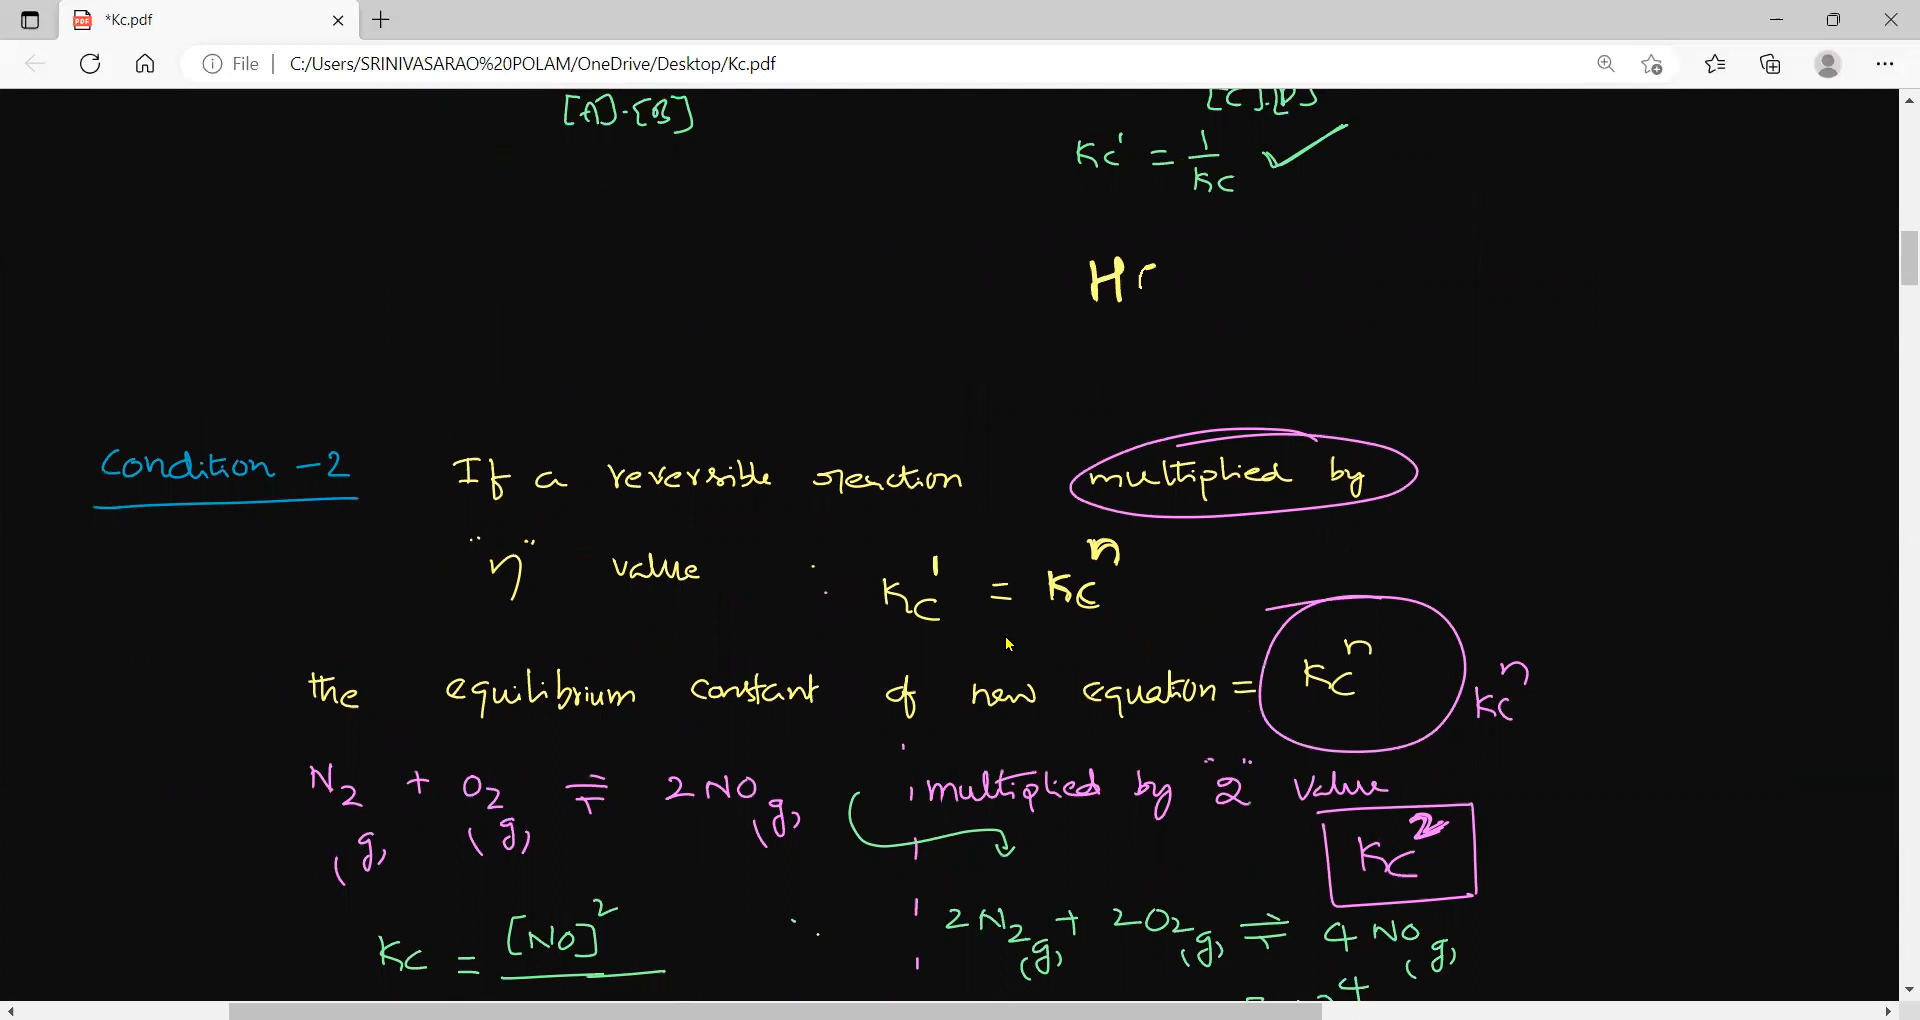 *Kc.pdf
File | C:/Users/SRINIVASARAO%20POLAM/OneDrive/Desktop/Kc.pdf
[A].[B]
[C].[D]
Kc' = 1/Kc ✓
H
Condition -2 If a reversible reaction multiplied by
"n" value ∴ Kc' = Kc^n
the equilibrium constant of new equation = Kc^n Kc^n
N2(g) + O2(g) ⇌ 2NO(g) multiplied by "2" value
Kc^2
Kc = [NO]^2 ∴ 2N2(g) + 2O2(g) ⇌ 4NO(g)
4